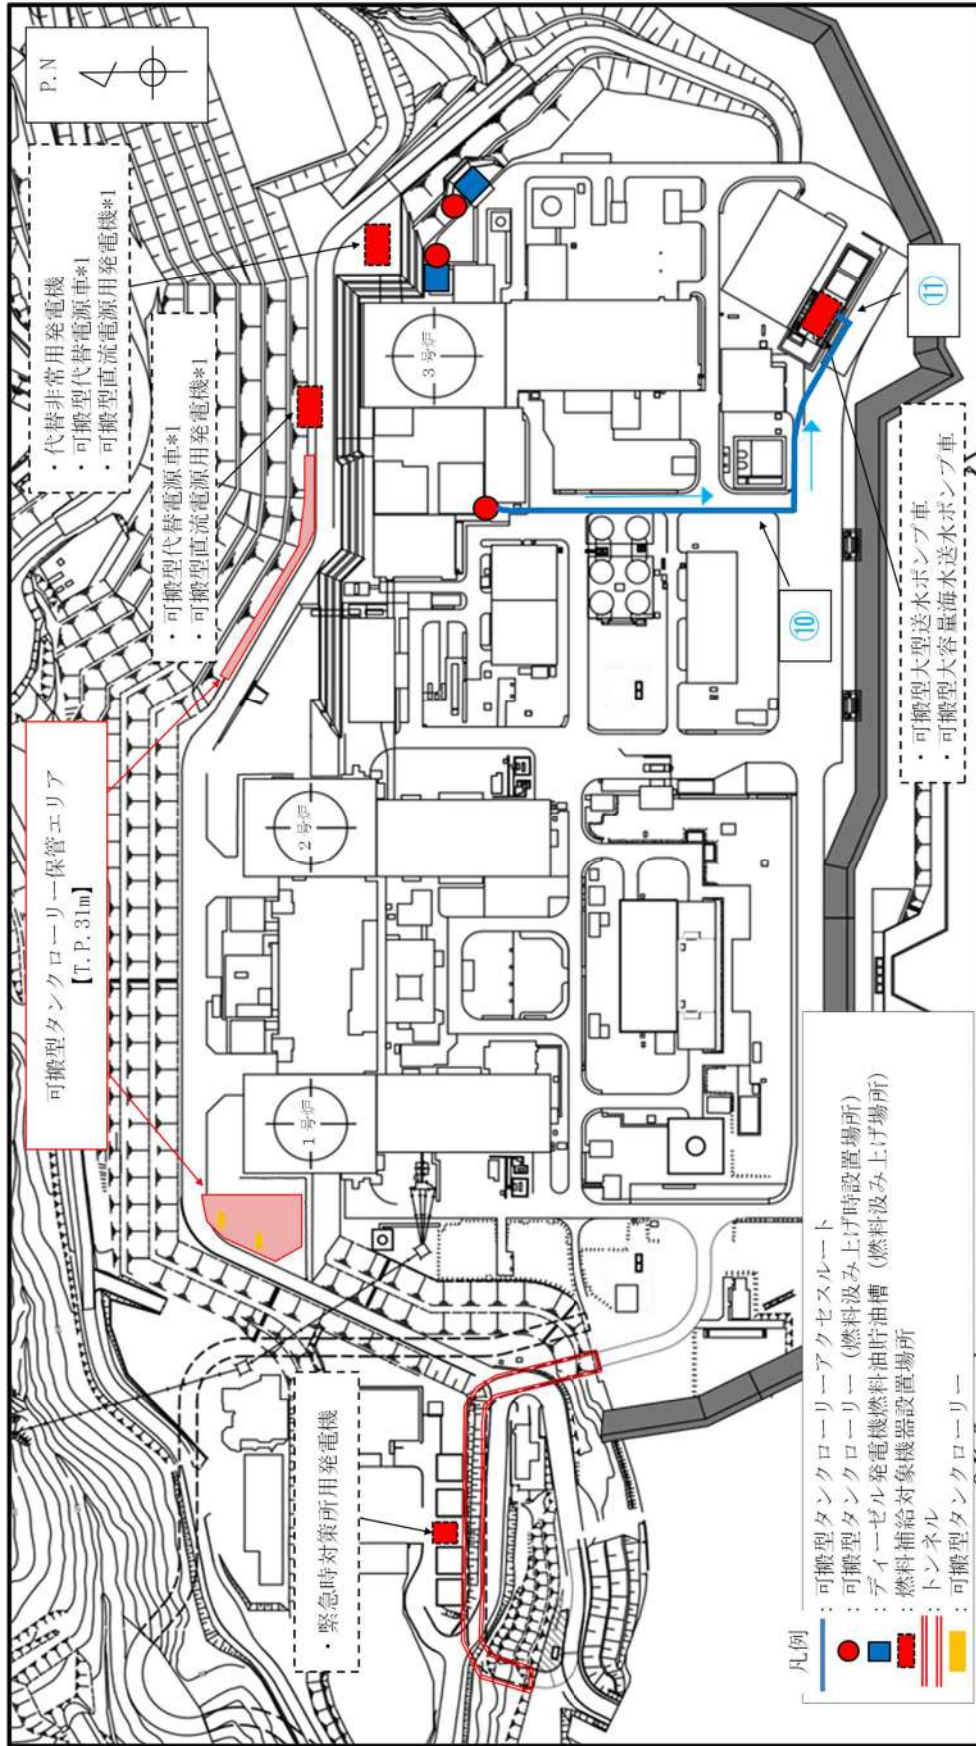 P.N
・代替非常用発電機
・可搬型代替電源車*1
・可搬型直流電源用発電機*1
・可搬型代替電源車*1
・可搬型直流電源用発電機*1
可搬型タンクローリー保管エリア
【T.P.31m】
・緊急時対策所用発電機
1号炉
2号炉
3号炉
⑩
⑪
・可搬型大型送水ポンプ車
・可搬型大容量海水送水ポンプ車
凡例
：可搬型タンクローリーアクセスルート
：可搬型タンクローリー（燃料汲み上げ時設置場所）
：ディーゼル発電機燃料油貯油槽（燃料汲み上げ場所）
：燃料補給対象機器設置場所
：トンネル
：可搬型タンクローリー